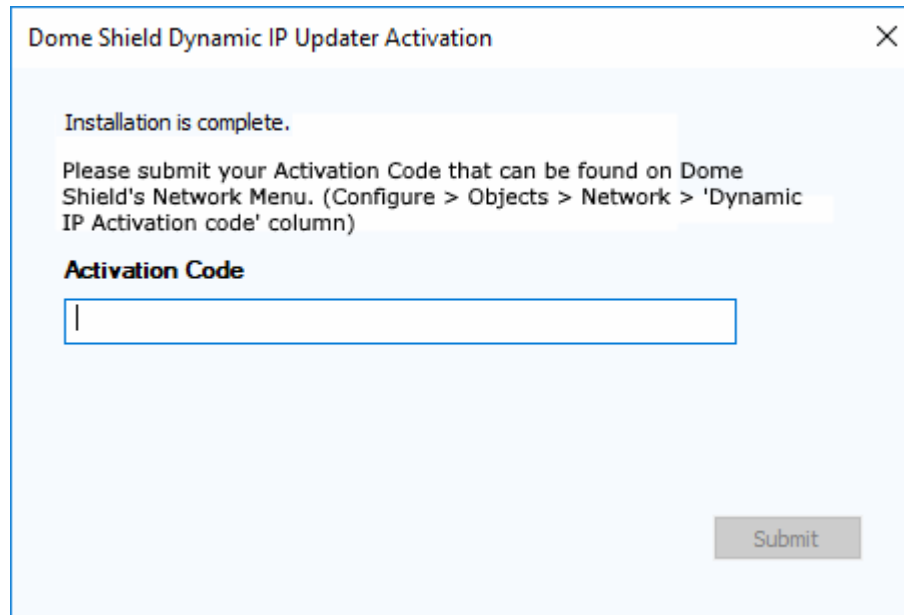 Dome Shield Dynamic IP Updater Activation
Installation is complete.
Please submit your Activation Code that can be found on Dome
Shield's Network Menu. (Configure > Objects > Network > 'Dynamic
IP Activation code' column)
Activation Code
Submit